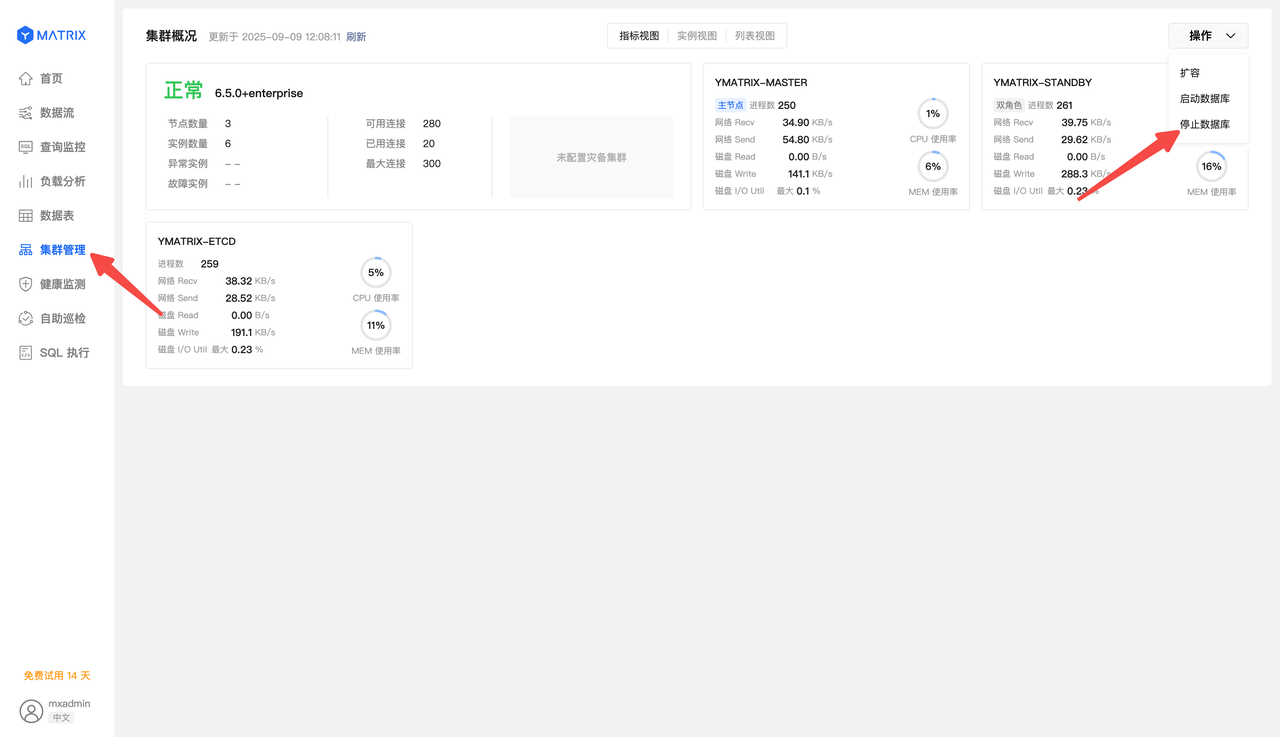 MATRIX
首页
数据流
查询监控
负载分析
数据表
集群管理
健康监测
自助巡检
SQL 执行
免费试用 14 天
mxadmin
中文
集群概况 更新于 2025-09-09 12:08:11 刷新
指标视图 实例视图 列表视图
操作
扩容
启动数据库
停止数据库
正常 6.5.0+enterprise
节点数量 3
实例数量 6
异常实例 – –
故障实例 – –
可用连接 280
已用连接 20
最大连接 300
未配置灾备集群
YMATRIX-MASTER
主节点 进程数 250
网络 Recv 34.90 KB/s
网络 Send 54.80 KB/s
磁盘 Read 0.00 B/s
磁盘 Write 141.1 KB/s
磁盘 I/O Util 最大 0.1 %
1%
CPU 使用率
6%
MEM 使用率
YMATRIX-STANDBY
双角色 进程数 261
网络 Recv 39.75 KB/s
网络 Send 29.62 KB/s
磁盘 Read 0.00 B/s
磁盘 Write 288.3 KB/s
磁盘 I/O Util 最大 0.23 %
16%
MEM 使用率
YMATRIX-ETCD
进程数 259
网络 Recv 38.32 KB/s
网络 Send 28.52 KB/s
磁盘 Read 0.00 B/s
磁盘 Write 191.1 KB/s
磁盘 I/O Util 最大 0.23 %
5%
CPU 使用率
11%
MEM 使用率